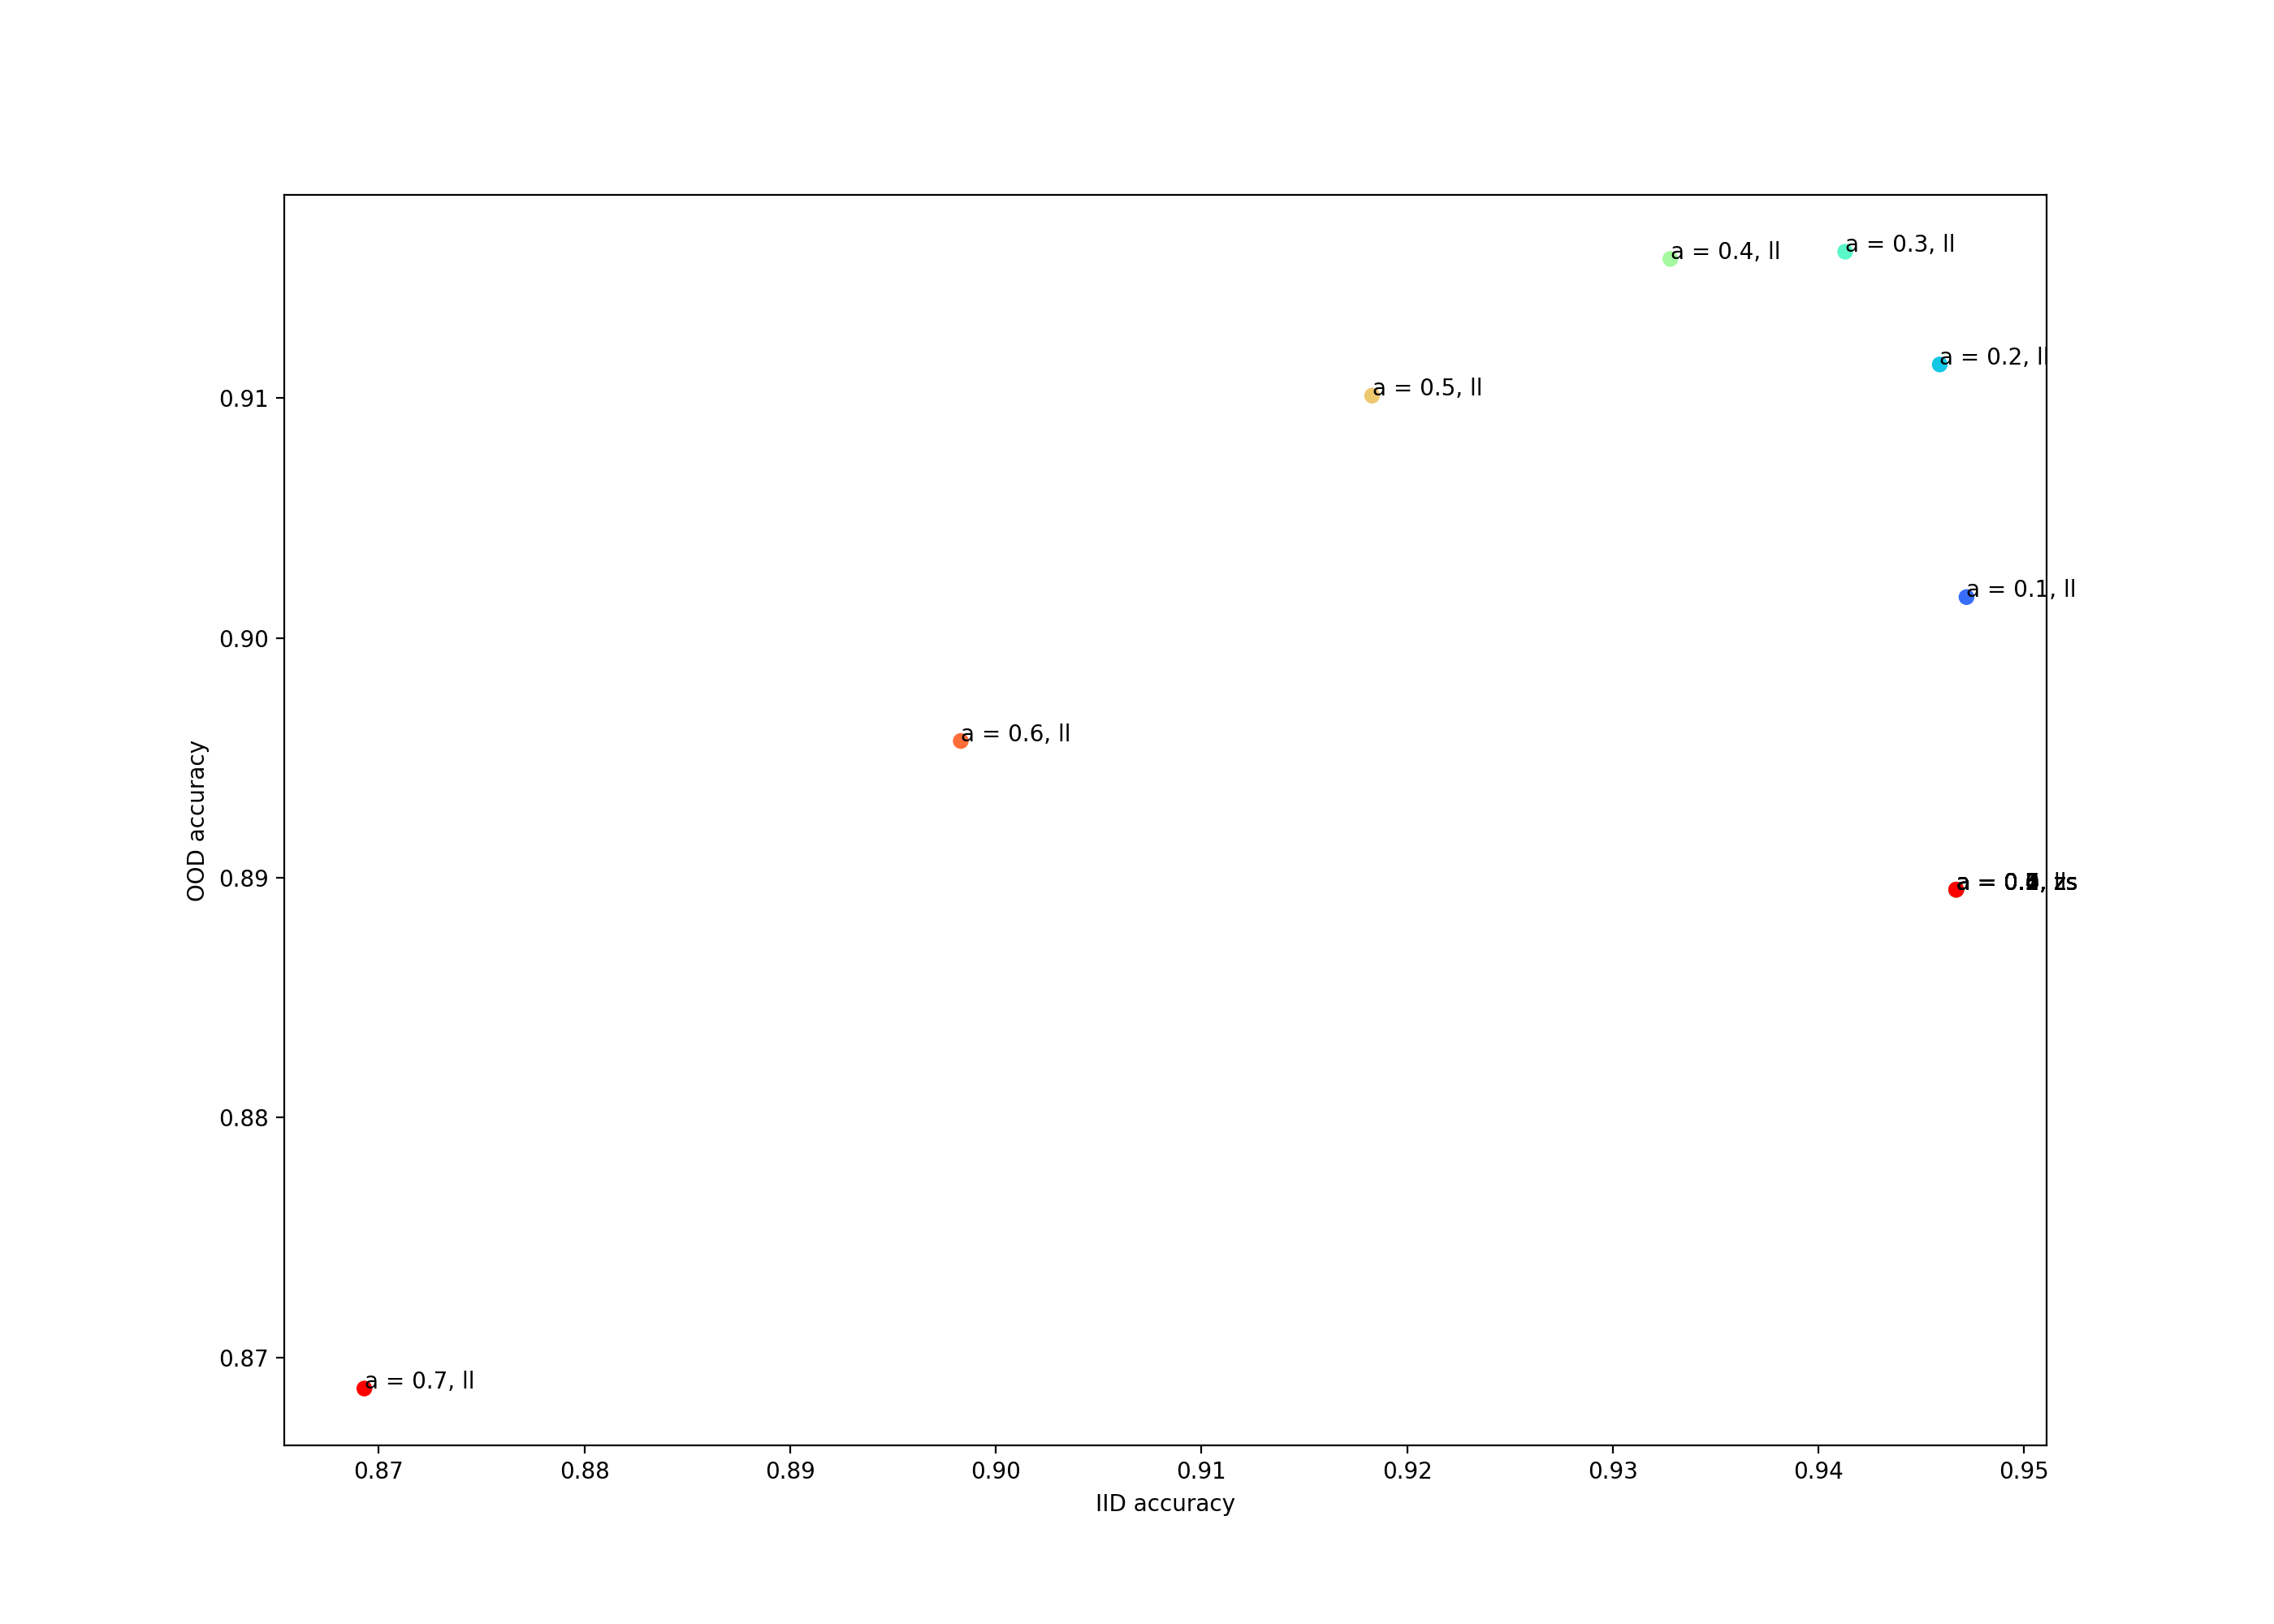 a = 0.4, ll
a = 0.3, ll
a = 0.2, ll
0.91
a = 0.5, ll
a = 0.1, ll
0.90
a = 0.6, ll
OOD accuracy
0.89
0.88
0.87
a = 0.7, ll
0.87
0.88
0.89
0.90
0.91
0.92
0.93
0.94
0.95
IID accuracy